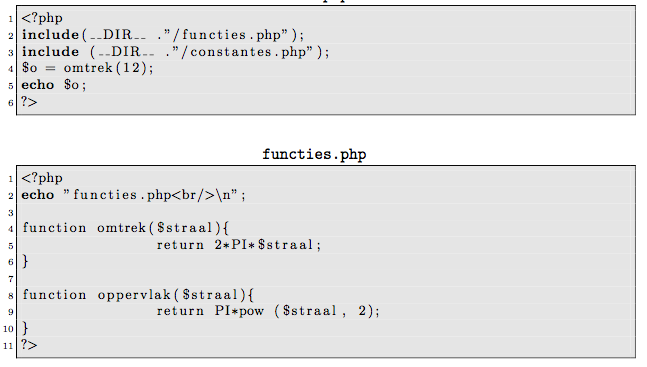 1 <?php
2 include(__DIR__ ."/functies.php");
3 include (__DIR__ ."/constantes.php");
4 $o = omtrek(12);
5 echo $o;
6 ?>
functies.php
1 <?php
2 echo "functies.php<br/>\n";
3
4 function omtrek($straal){
5 return 2*PI*$straal;
6 }
7
8 function oppervlak($straal){
9 return PI*pow ($straal, 2);
10 }
11 ?>